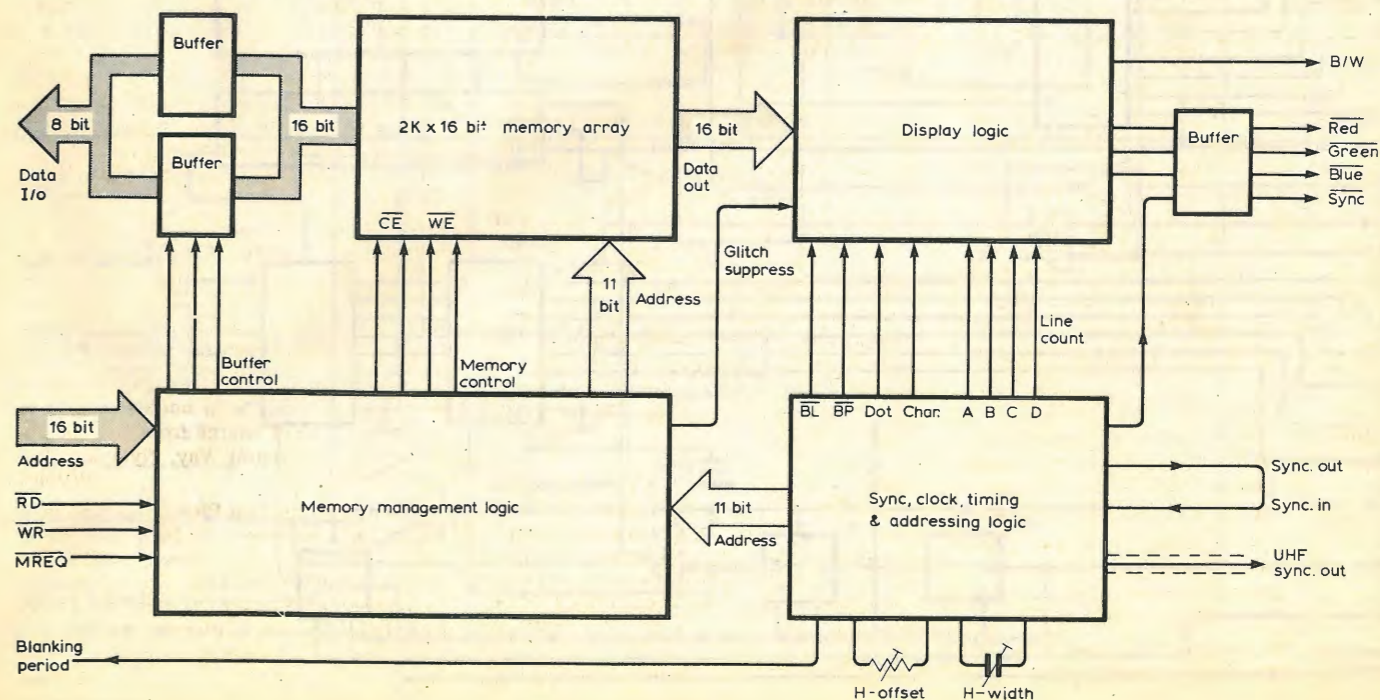 Buffer
8 bit
16 bit
Data
I/o
Buffer
2K x 16 bit memory array
CE WE
16 bit
Data
out
Display logic
B/W
Buffer
Red
Green
Blue
Sync
Glitch
suppress
11
bit
Address
Line
count
Buffer
control
Memory
control
16 bit
Address
RD
WR
MREQ
Memory management logic
11 bit
Address
BL BP Dot Char. A B C D
Sync, clock, timing
& addressing logic
Sync. out
Sync. in
UHF
sync. out
Blanking
period
H-offset
H-width